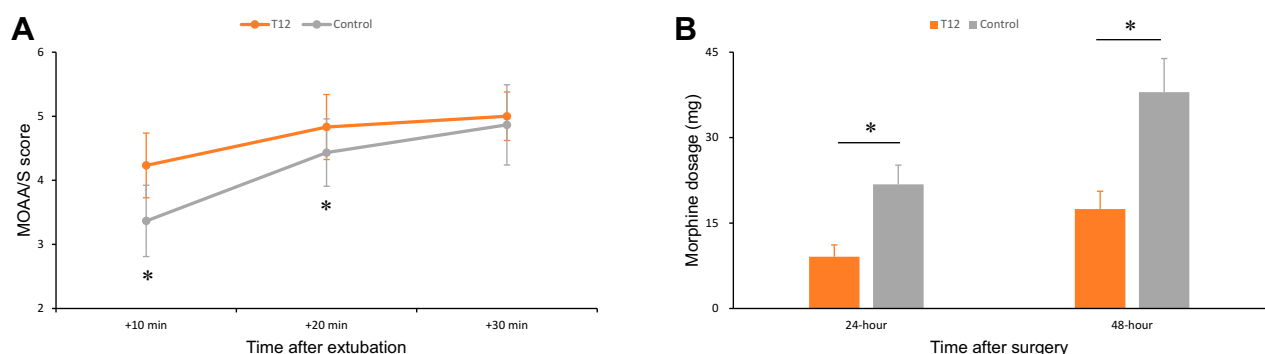 A
T12
Control
6
5
4
3
2
MOAA/S score
*
*
+10 min
+20 min
+30 min
Time after extubation
B
T12
Control
45
30
15
0
Morphine dosage (mg)
*
*
24-hour
48-hour
Time after surgery